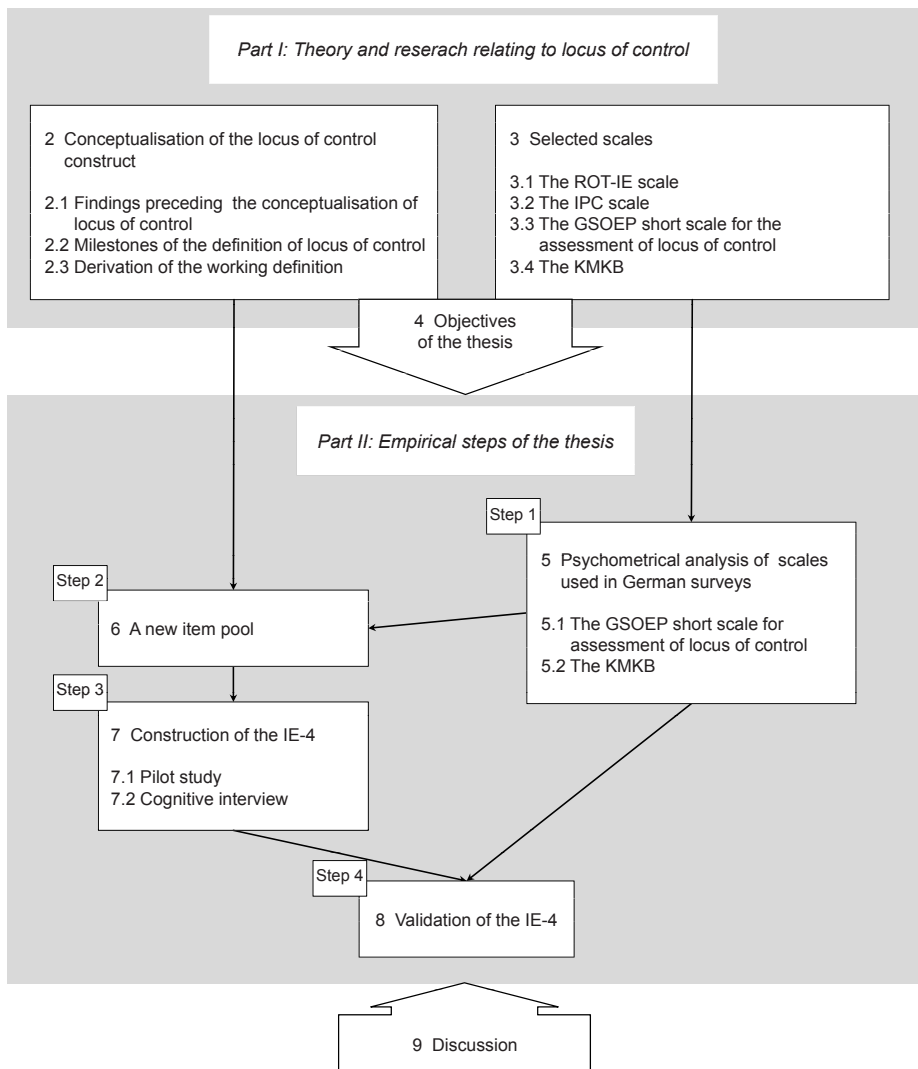 Part I: Theory and reserach relating to locus of control
2 Conceptualisation of the locus of control
construct
2.1 Findings preceding the conceptualisation of
locus of control
2.2 Milestones of the definition of locus of control
2.3 Derivation of the working definition
3 Selected scales
3.1 The ROT-IE scale
3.2 The IPC scale
3.3 The GSOEP short scale for the
assessment of locus of control
3.4 The KMKB
4 Objectives
of the thesis
Part II: Empirical steps of the thesis
Step 1
5 Psychometrical analysis of scales
used in German surveys
5.1 The GSOEP short scale for
assessment of locus of control
5.2 The KMKB
Step 2
6 A new item pool
Step 3
7 Construction of the IE-4
7.1 Pilot study
7.2 Cognitive interview
Step 4
8 Validation of the IE-4
9 Discussion